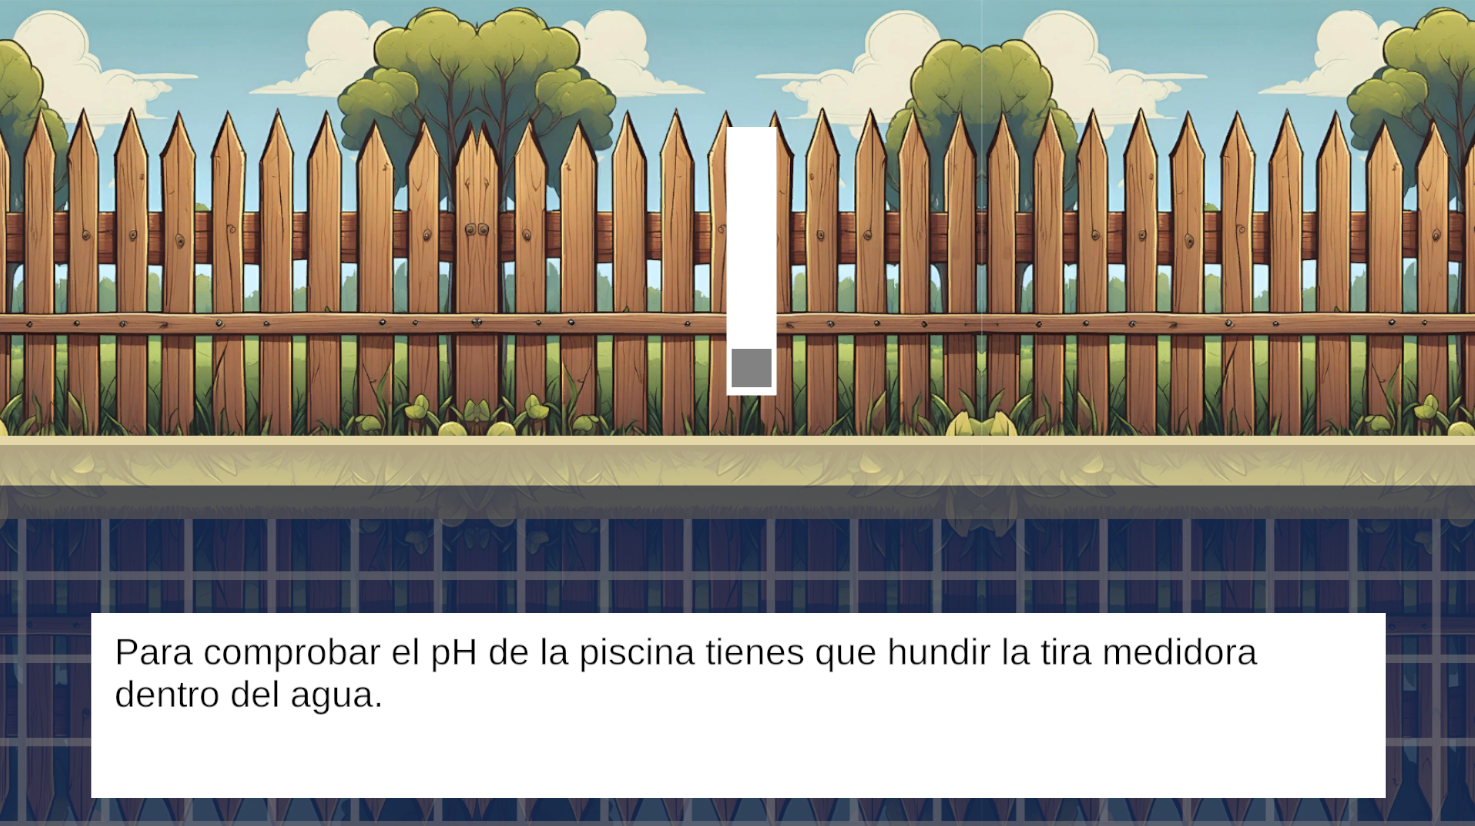 Para comprobar el pH de la piscina tienes que hundir la tira medidora
dentro del agua.